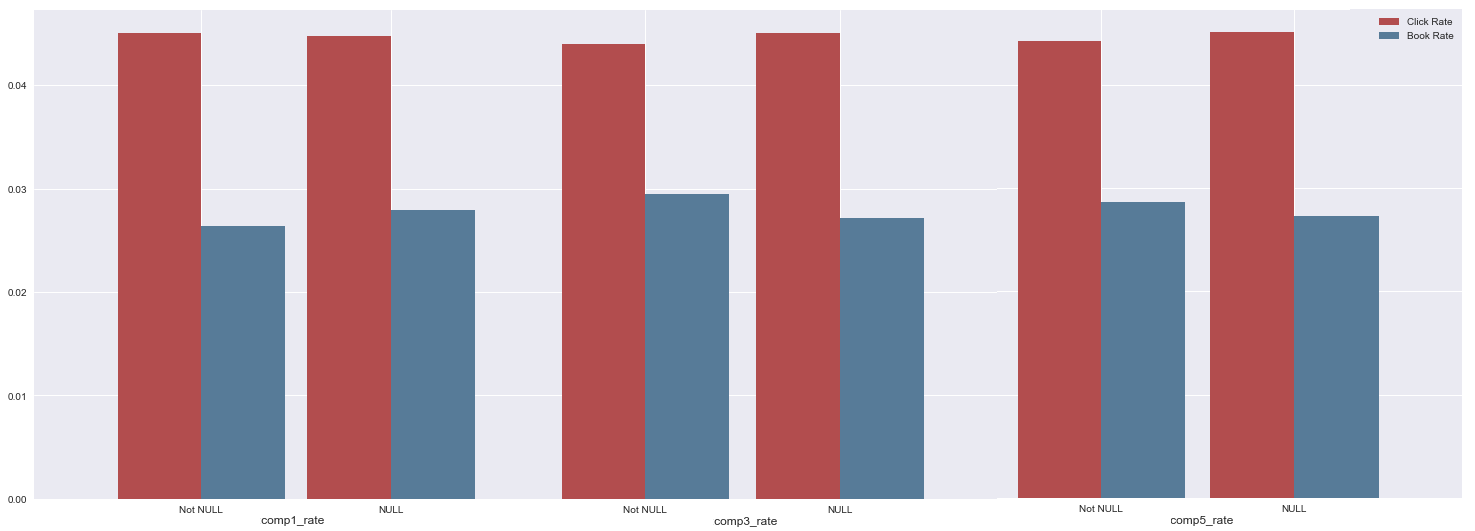 Click Rate
Book Rate
0.04
0.03
0.02
0.01
0.00
Not NULL NULL Not NULL NULL Not NULL NULL
comp1_rate comp3_rate comp5_rate